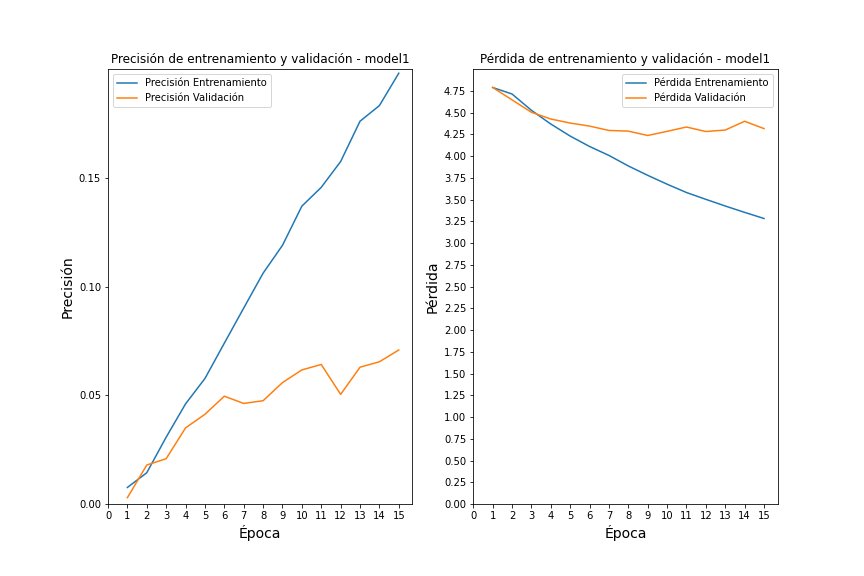 Precisión de entrenamiento y validación - model1
Precisión Entrenamiento
Precisión Validación
0.15
0.10
0.05
0.00
Precisión
0 1 2 3 4 5 6 7 8 9 10 11 12 13 14 15
Época
Pérdida de entrenamiento y validación - model1
Pérdida Entrenamiento
Pérdida Validación
4.75
4.50
4.25
4.00
3.75
3.50
3.25
3.00
2.75
2.50
2.25
2.00
1.75
1.50
1.25
1.00
0.75
0.50
0.25
0.00
Pérdida
0 1 2 3 4 5 6 7 8 9 10 11 12 13 14 15
Época